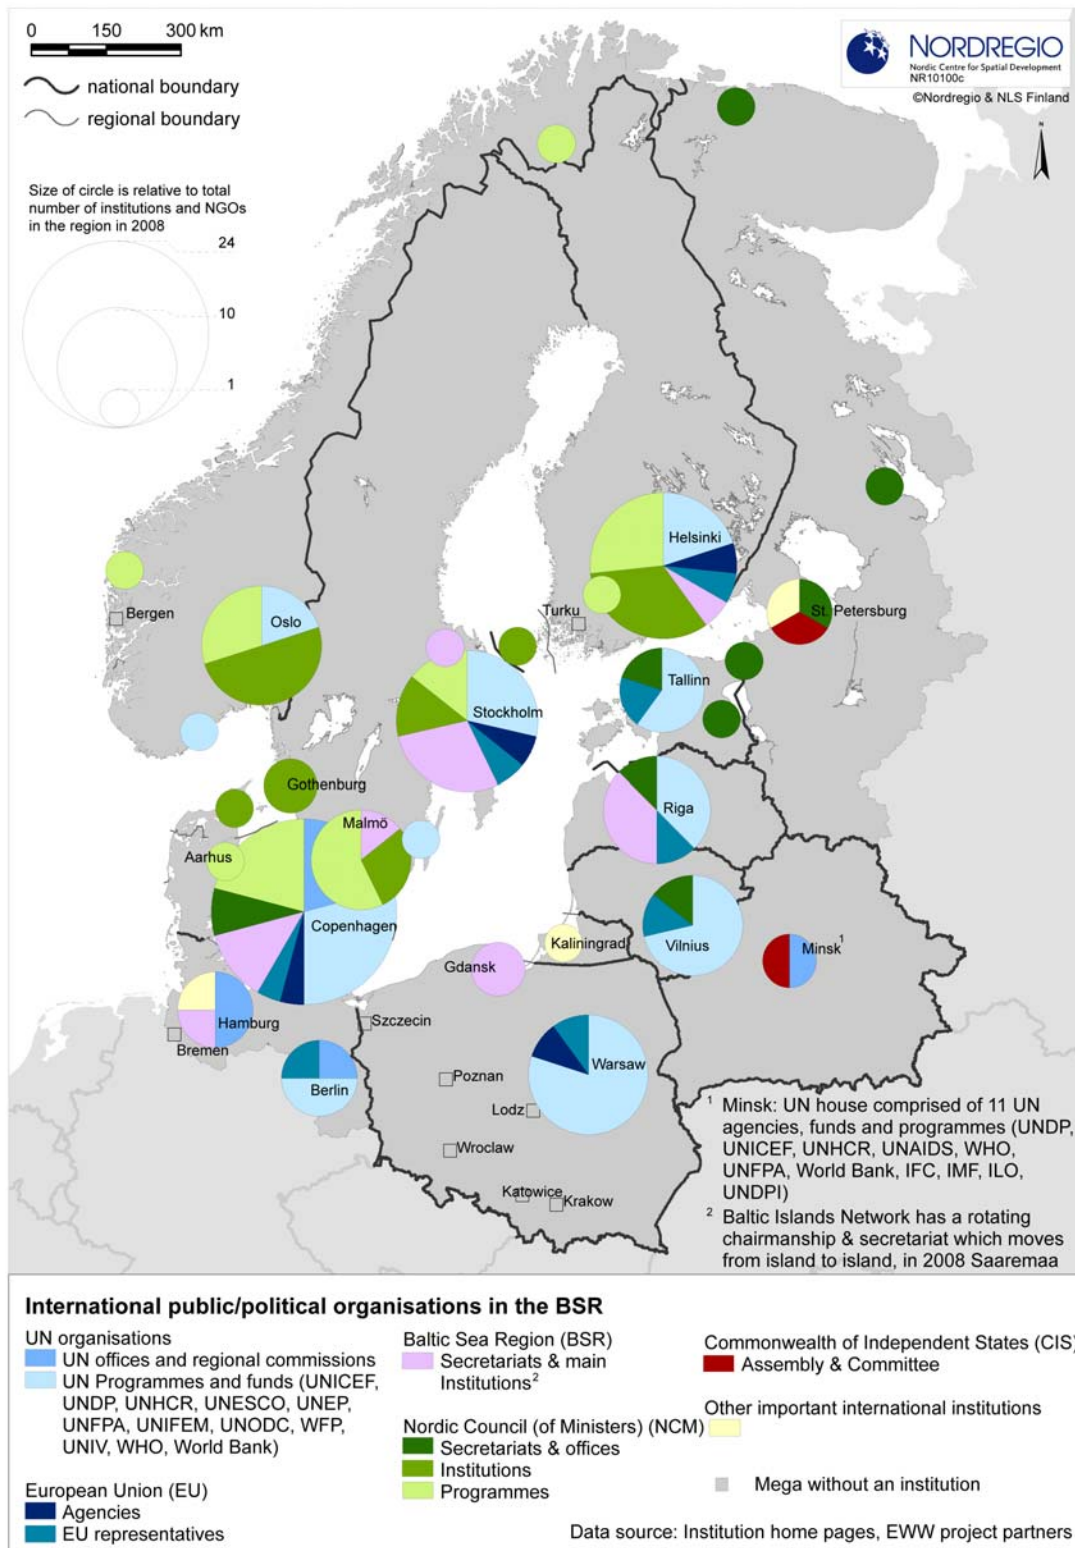 0 150 300 km
national boundary
regional boundary
NORDREGIO
Nordic Centre for Spatial Development
NR10100c
©Nordregio & NLS Finland
N
Size of circle is relative to total
number of institutions and NGOs
in the region in 2008
24
10
1
Helsinki
Bergen
Oslo
Turku
St. Petersburg
Stockholm
Tallinn
Gothenburg
Malmö
Riga
Aarhus
Copenhagen
Kaliningrad
Vilnius
Minsk1
Gdansk
Hamburg
Szczecin
Bremen
Berlin
Warsaw
Poznan
Lodz
Wroclaw
Katowice
Krakow
1 Minsk: UN house comprised of 11 UN
agencies, funds and programmes (UNDP,
UNICEF, UNHCR, UNAIDS, WHO,
UNFPA, World Bank, IFC, IMF, ILO,
UNDPI)
2 Baltic Islands Network has a rotating
chairmanship & secretariat which moves
from island to island, in 2008 Saaremaa
International public/political organisations in the BSR
UN organisations
UN offices and regional commissions
UN Programmes and funds (UNICEF,
UNDP, UNHCR, UNESCO, UNEP,
UNFPA, UNIFEM, UNODC, WFP,
UNIV, WHO, World Bank)
European Union (EU)
Agencies
EU representatives
Baltic Sea Region (BSR)
Secretariats & main
Institutions2
Nordic Council (of Ministers) (NCM)
Secretariats & offices
Institutions
Programmes
Commonwealth of Independent States (CIS)
Assembly & Committee
Other important international institutions
Mega without an institution
Data source: Institution home pages, EWW project partners